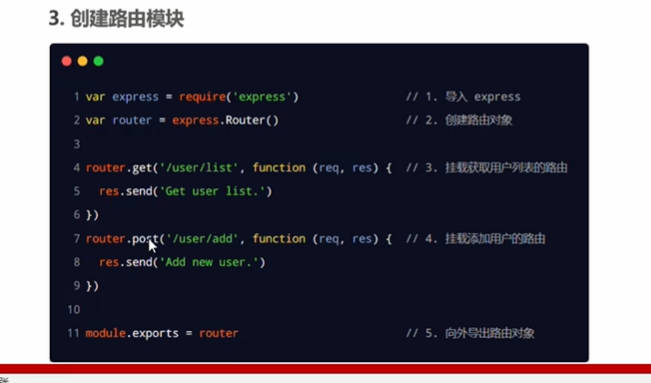 3. 创建路由模块
1 var express = require('express') // 1. 导入 express
2 var router = express.Router() // 2. 创建路由对象
3
4 router.get('/user/list', function (req, res) { // 3. 挂载获取用户列表的路由
5 res.send('Get user list.')
6 })
7 router.post('/user/add', function (req, res) { // 4. 挂载添加用户的路由
8 res.send('Add new user.')
9 })
10
11 module.exports = router // 5. 向外导出路由对象